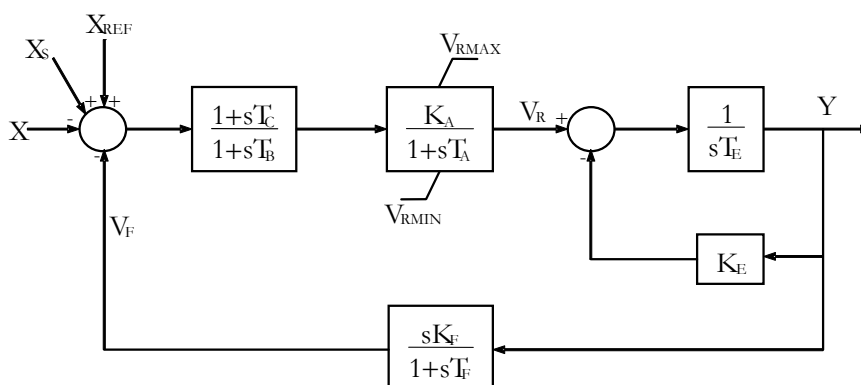 X_REF
X_S
+ +
X
-
-
1+sT_C
1+sT_B
V_RMAX
K_A
1+sT_A
V_RMIN
V_R
+
-
1
sT_E
Y
V_F
K_E
sK_F
1+sT_F